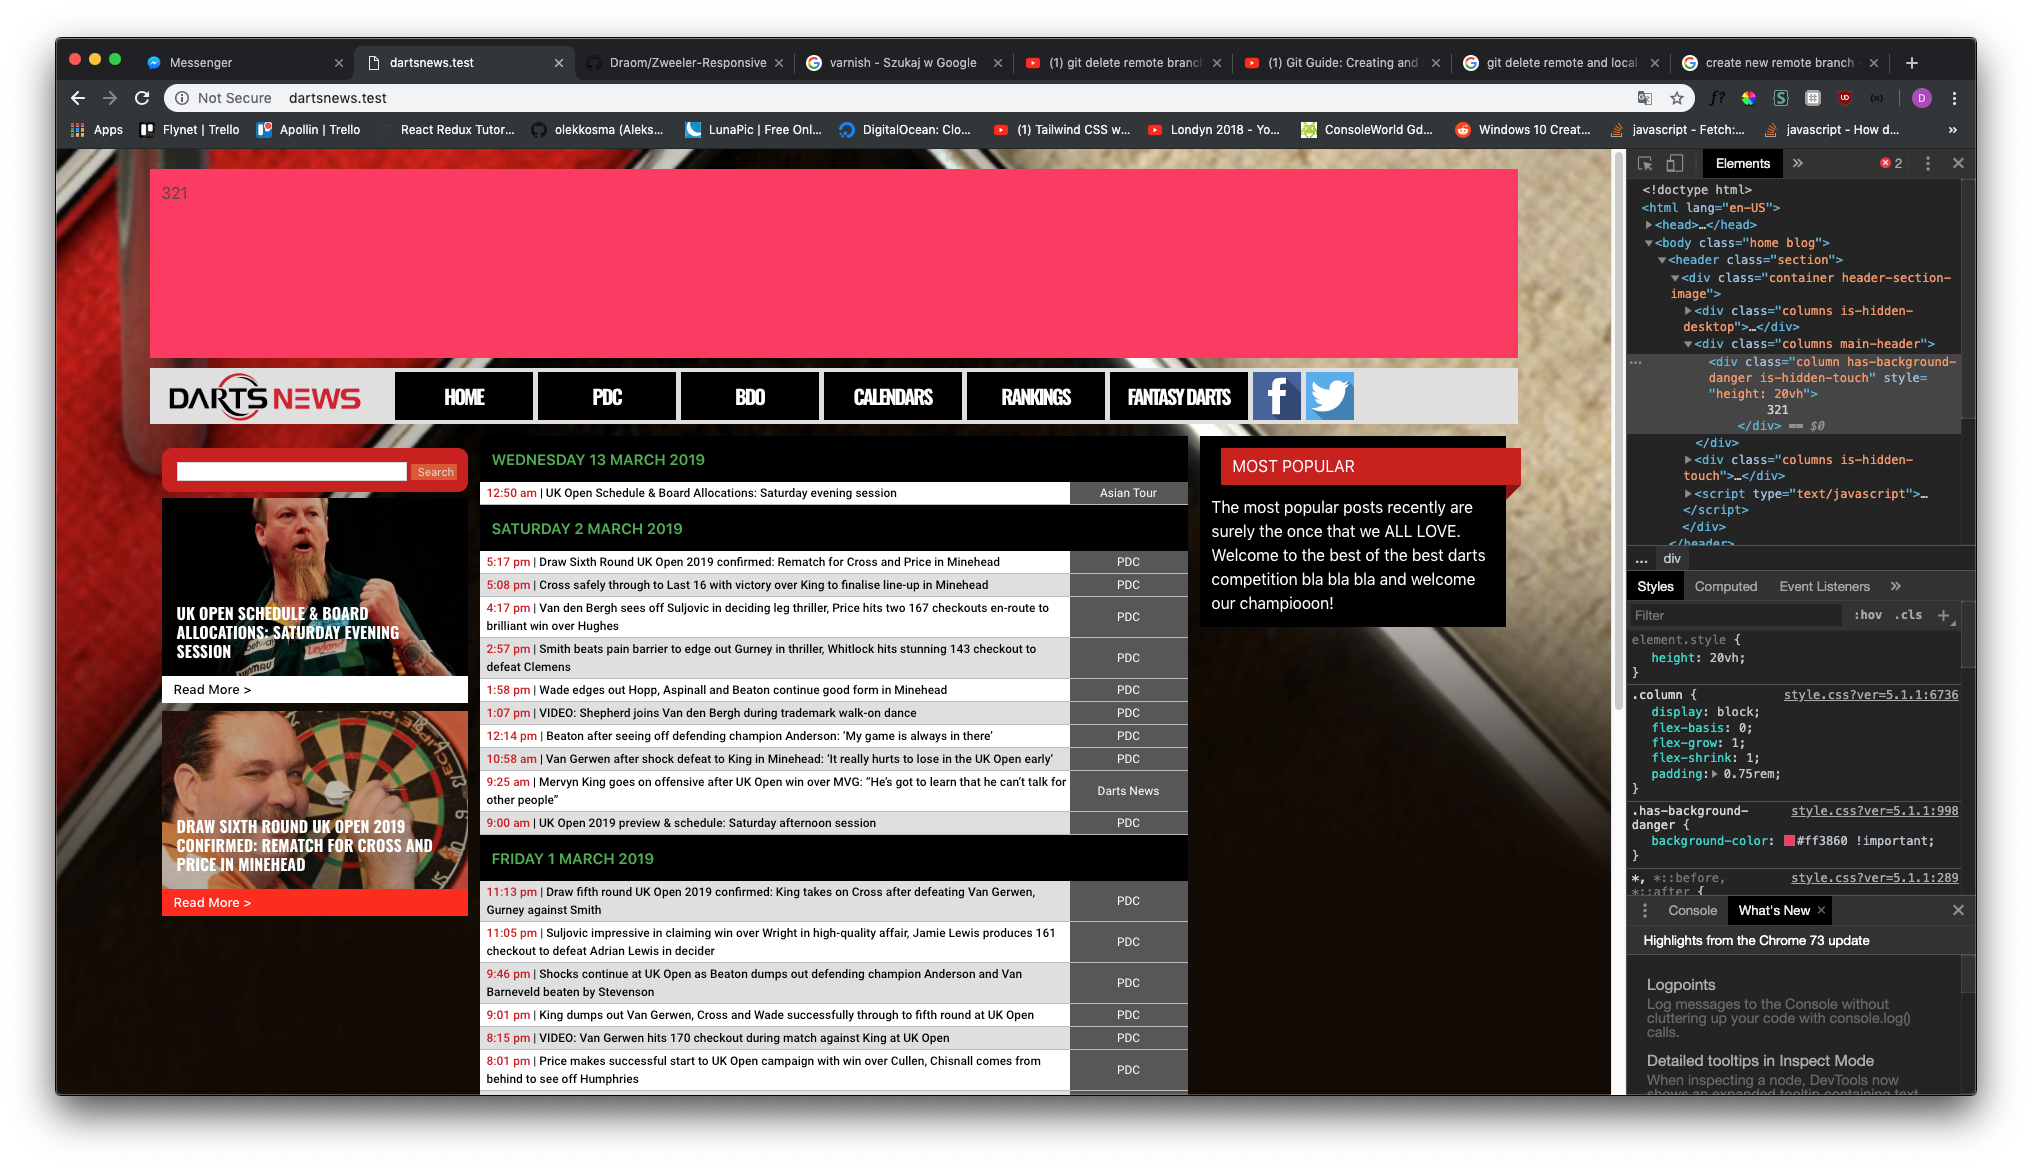 Messenger
dartsnews.test
Draom/Zweeler-Responsive
varnish - Szukaj w Google
(1) git delete remote branch
(1) Git Guide: Creating and
git delete remote and local
create new remote branch -
Not Secure
dartsnews.test
D
Apps
Flynet | Trello
Apollin | Trello
React Redux Tutor...
olekkosma (Aleks...
LunaPic | Free Onl...
DigitalOcean: Clo...
(1) Tailwind CSS w...
Londyn 2018 - Yo...
ConsoleWorld Gd...
Windows 10 Creat...
javascript - Fetch:...
javascript - How d...
»
321
DARTS NEWS
HOME
PDC
BDO
CALENDARS
RANKINGS
FANTASY DARTS
Search
UK OPEN SCHEDULE & BOARD
ALLOCATIONS: SATURDAY EVENING
SESSION
Read More >
DRAW SIXTH ROUND UK OPEN 2019
CONFIRMED: REMATCH FOR CROSS AND
PRICE IN MINEHEAD
Read More >
WEDNESDAY 13 MARCH 2019
12:50 am | UK Open Schedule & Board Allocations: Saturday evening session
Asian Tour
SATURDAY 2 MARCH 2019
5:17 pm | Draw Sixth Round UK Open 2019 confirmed: Rematch for Cross and Price in Minehead
PDC
5:08 pm | Cross safely through to Last 16 with victory over King to finalise line-up in Minehead
PDC
4:17 pm | Van den Bergh sees off Suljovic in deciding leg thriller, Price hits two 167 checkouts en-route to
brilliant win over Hughes
PDC
2:57 pm | Smith beats pain barrier to edge out Gurney in thriller, Whitlock hits stunning 143 checkout to
defeat Clemens
PDC
1:58 pm | Wade edges out Hopp, Aspinall and Beaton continue good form in Minehead
PDC
1:07 pm | VIDEO: Shepherd joins Van den Bergh during trademark walk-on dance
PDC
12:14 pm | Beaton after seeing off defending champion Anderson: ‘My game is always in there’
PDC
10:58 am | Van Gerwen after shock defeat to King in Minehead: ‘It really hurts to lose in the UK Open early’
PDC
9:25 am | Mervyn King goes on offensive after UK Open win over MVG: “He’s got to learn that he can’t talk for
other people”
Darts News
9:00 am | UK Open 2019 preview & schedule: Saturday afternoon session
PDC
FRIDAY 1 MARCH 2019
11:13 pm | Draw fifth round UK Open 2019 confirmed: King takes on Cross after defeating Van Gerwen,
Gurney against Smith
PDC
11:05 pm | Suljovic impressive in claiming win over Wright in high-quality affair, Jamie Lewis produces 161
checkout to defeat Adrian Lewis in decider
PDC
9:46 pm | Shocks continue at UK Open as Beaton dumps out defending champion Anderson and Van
Barneveld beaten by Stevenson
PDC
9:01 pm | King dumps out Van Gerwen, Cross and Wade successfully through to fifth round at UK Open
PDC
8:15 pm | VIDEO: Van Gerwen hits 170 checkout during match against King at UK Open
PDC
8:01 pm | Price makes successful start to UK Open campaign with win over Cullen, Chisnall comes from
behind to see off Humphries
PDC
MOST POPULAR
The most popular posts recently are
surely the once that we ALL LOVE.
Welcome to the best of the best darts
competition bla bla bla and welcome
our champiooon!
Elements
»
2
<!doctype html>
<html lang="en-US">
<head>…</head>
<body class="home blog">
<header class="section">
<div class="container header-section-
image">
<div class="columns is-hidden-
desktop">…</div>
<div class="columns main-header">
<div class="column has-background-
danger is-hidden-touch" style=
"height: 20vh">
321
</div> == $0
</div>
<div class="columns is-hidden-
touch">…</div>
<script type="text/javascript">…
</script>
</div>
</header>
... div
Styles
Computed
Event Listeners
»
Filter
:hov .cls +
element.style {
height: 20vh;
}
.column {
style.css?ver=5.1.1:6736
display: block;
flex-basis: 0;
flex-grow: 1;
flex-shrink: 1;
padding: 0.75rem;
}
.has-background-
danger {
style.css?ver=5.1.1:998
background-color: #ff3860 !important;
}
*, *::before,
*::after {
style.css?ver=5.1.1:289
Console
What's New
Highlights from the Chrome 73 update
Logpoints
Log messages to the Console without
cluttering up your code with console.log()
calls.
Detailed tooltips in Inspect Mode
When inspecting a node, DevTools now
shows an expanded tooltip containing text